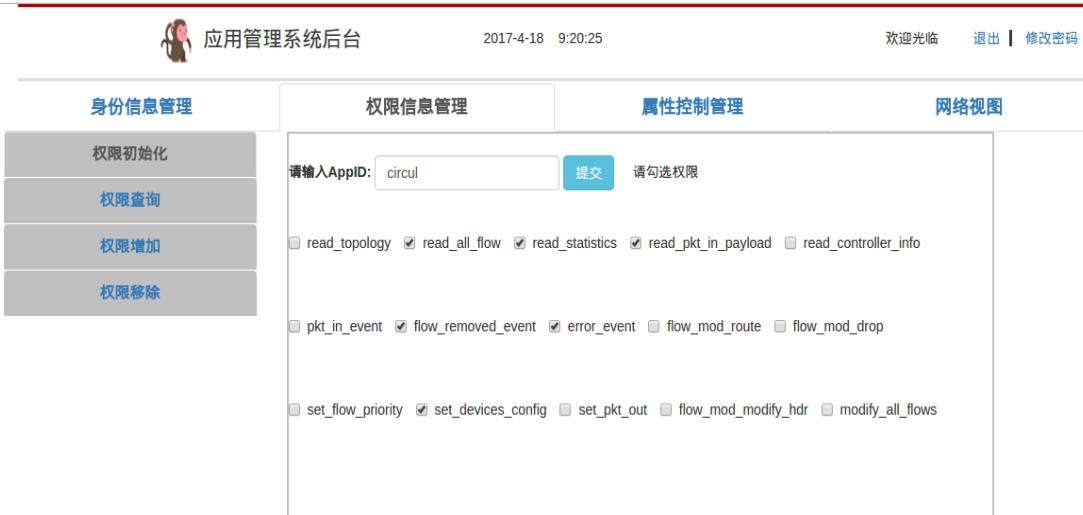 应用管理系统后台 2017-4-18 9:20:25 欢迎光临 退出 | 修改密码
身份信息管理 权限信息管理 属性控制管理 网络视图
权限初始化
权限查询
权限增加
权限移除
请输入AppID: circul 提交 请勾选权限
read_topology read_all_flow read_statistics read_pkt_in_payload read_controller_info
pkt_in_event flow_removed_event error_event flow_mod_route flow_mod_drop
set_flow_priority set_devices_config set_pkt_out flow_mod_modify_hdr modify_all_flows